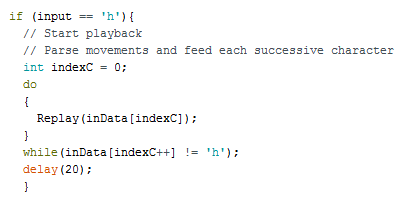 if (input == 'h'){
  // Start playback
  // Parse movements and feed each successive character
  int indexC = 0;
  do
  {
    Replay(inData[indexC]);
  }
  while(inData[indexC++] != 'h');
  delay(20);
  }